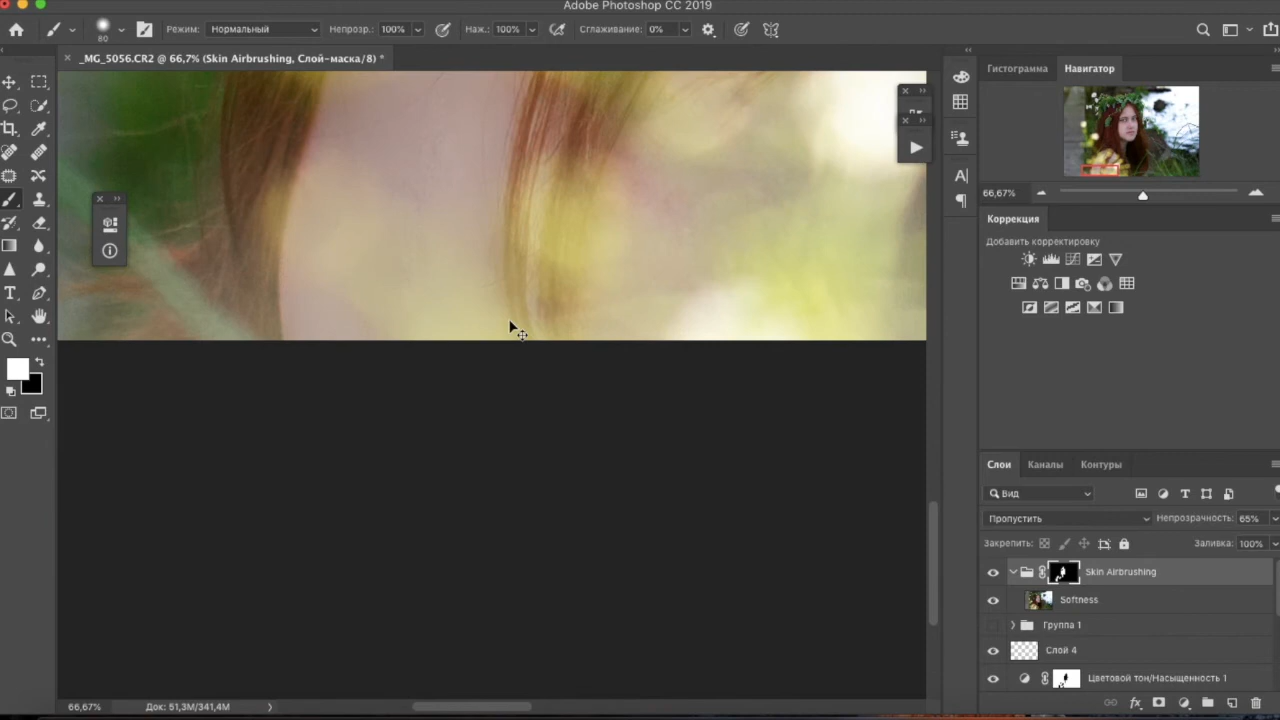 Adobe Photoshop CC 2019
80
Режим: Нормальный
Непрозр.: 100%
Наж.: 100%
Сглаживание: 0%
_MG_5056.CR2 @ 66,7% (Skin Airbrushing, Слой-маска/8) *
Гистограмма Навигатор
66,67%
Коррекция
Добавить корректировку
Слои Каналы Контуры
Вид
Пропустить Непрозрачность: 65%
Закрепить: Заливка: 100%
Skin Airbrushing
Softness
Группа 1
Слой 4
Цветовой тон/Насыщенность 1
66,67% Док: 51,3M/341,4M